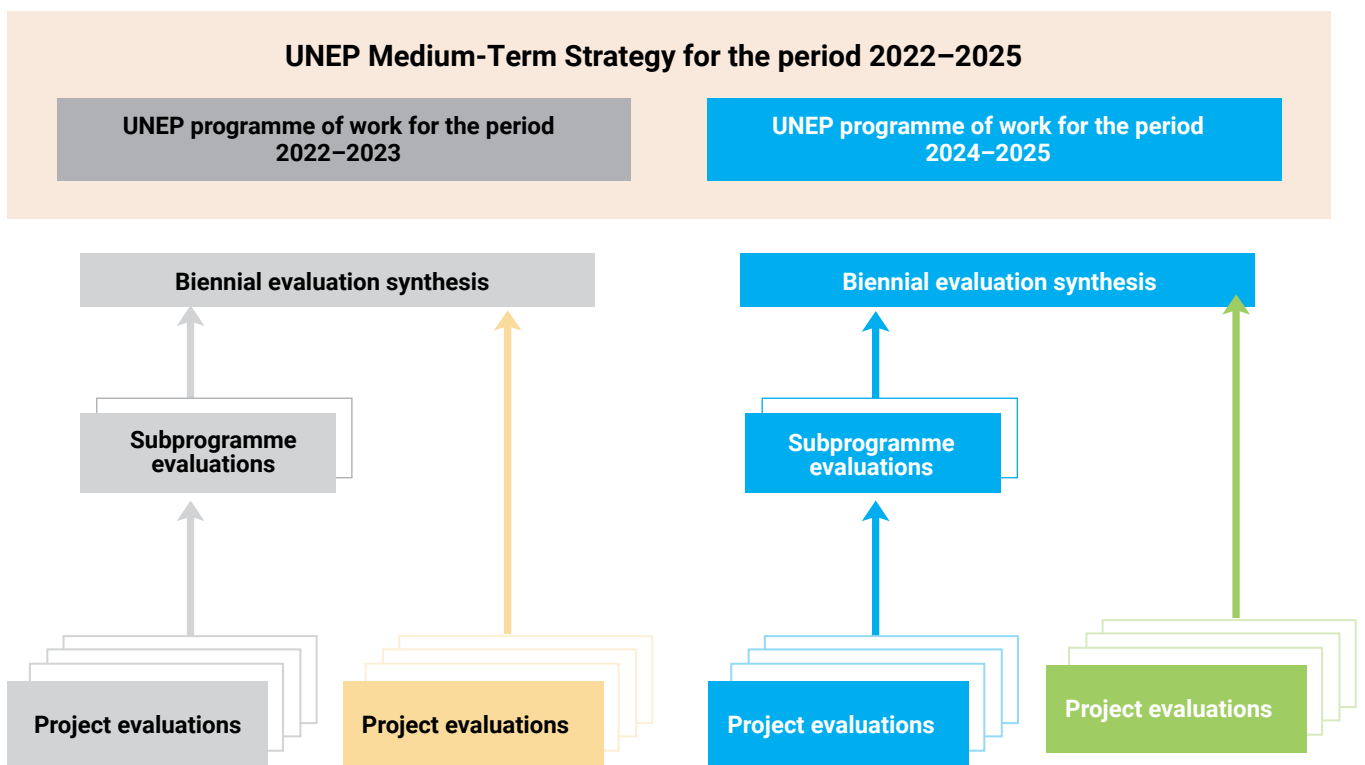 UNEP Medium-Term Strategy for the period 2022–2025
UNEP programme of work for the period
2022–2023
UNEP programme of work for the period
2024–2025
Biennial evaluation synthesis
Biennial evaluation synthesis
Subprogramme
evaluations
Subprogramme
evaluations
Project evaluations
Project evaluations
Project evaluations
Project evaluations